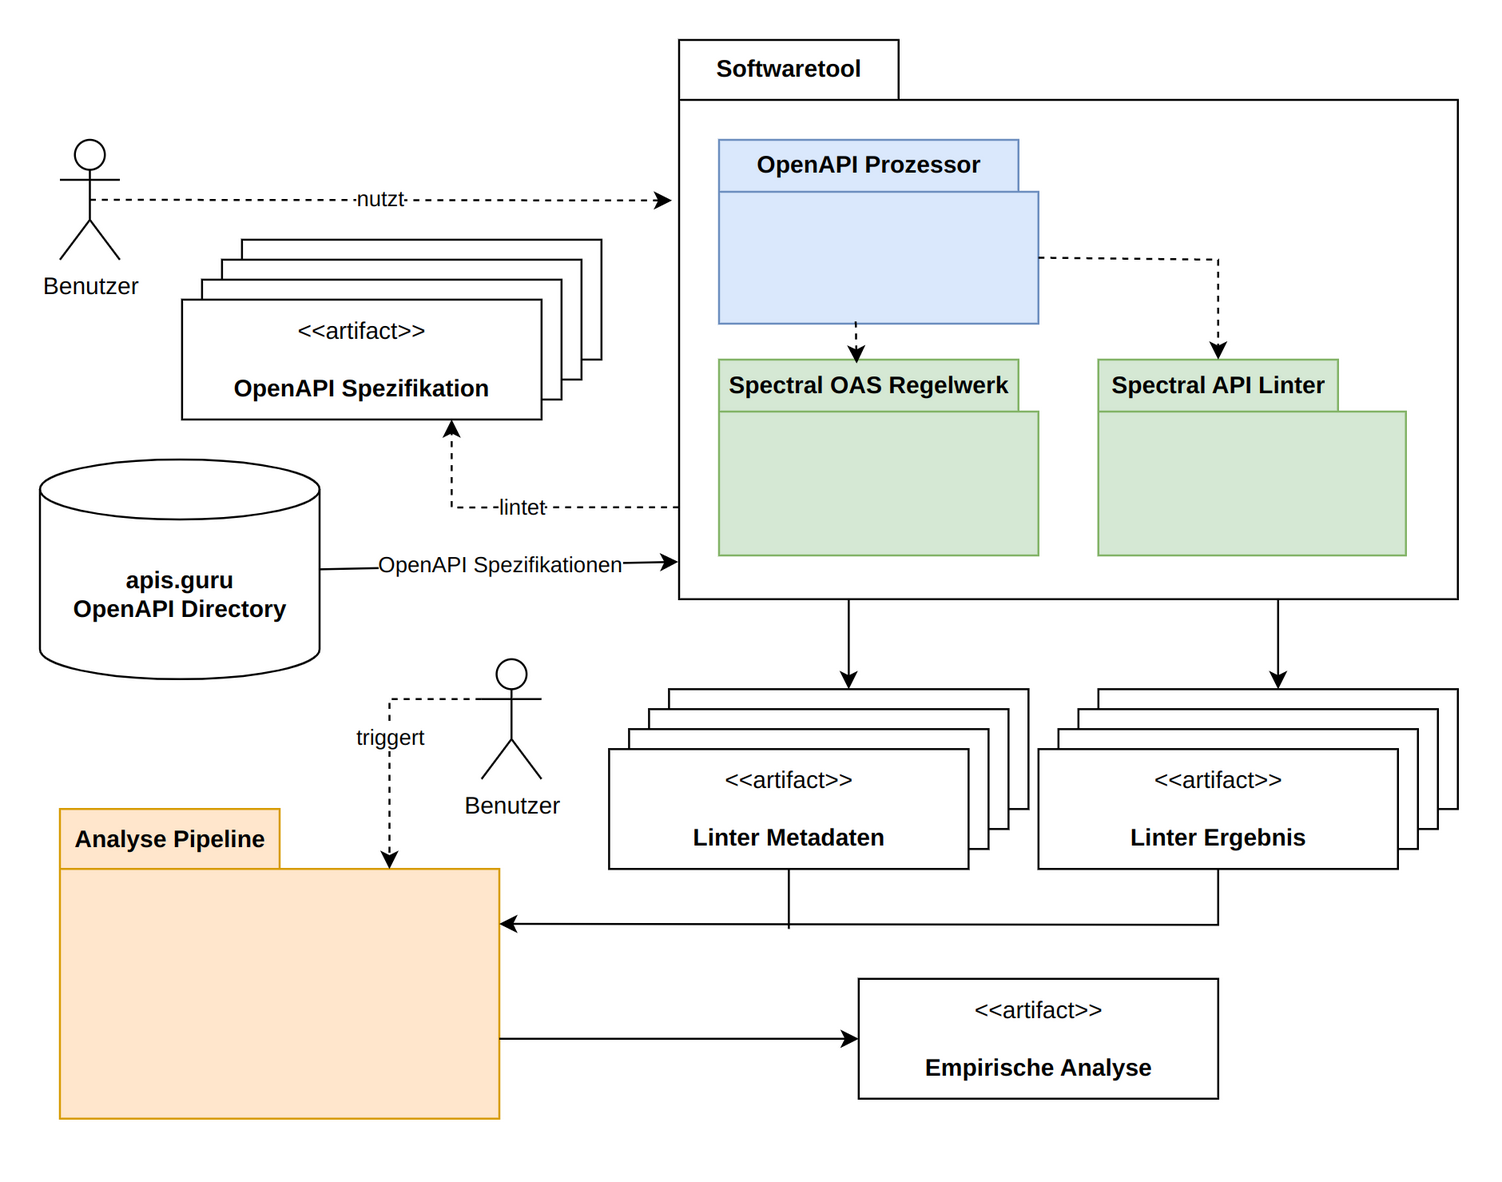 Softwaretool
OpenAPI Prozessor
nutzt
Benutzer
<<artifact>>
OpenAPI Spezifikation
Spectral OAS Regelwerk
Spectral API Linter
lintet
OpenAPI Spezifikationen
apis.guru
OpenAPI Directory
triggert
Benutzer
<<artifact>>
Linter Metadaten
<<artifact>>
Linter Ergebnis
Analyse Pipeline
<<artifact>>
Empirische Analyse